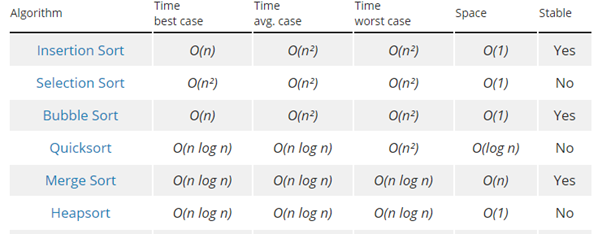 Algorithm Time best case Time avg. case Time worst case Space Stable
Insertion Sort O(n) O(n²) O(n²) O(1) Yes
Selection Sort O(n²) O(n²) O(n²) O(1) No
Bubble Sort O(n) O(n²) O(n²) O(1) Yes
Quicksort O(n log n) O(n log n) O(n²) O(log n) No
Merge Sort O(n log n) O(n log n) O(n log n) O(n) Yes
Heapsort O(n log n) O(n log n) O(n log n) O(1) No